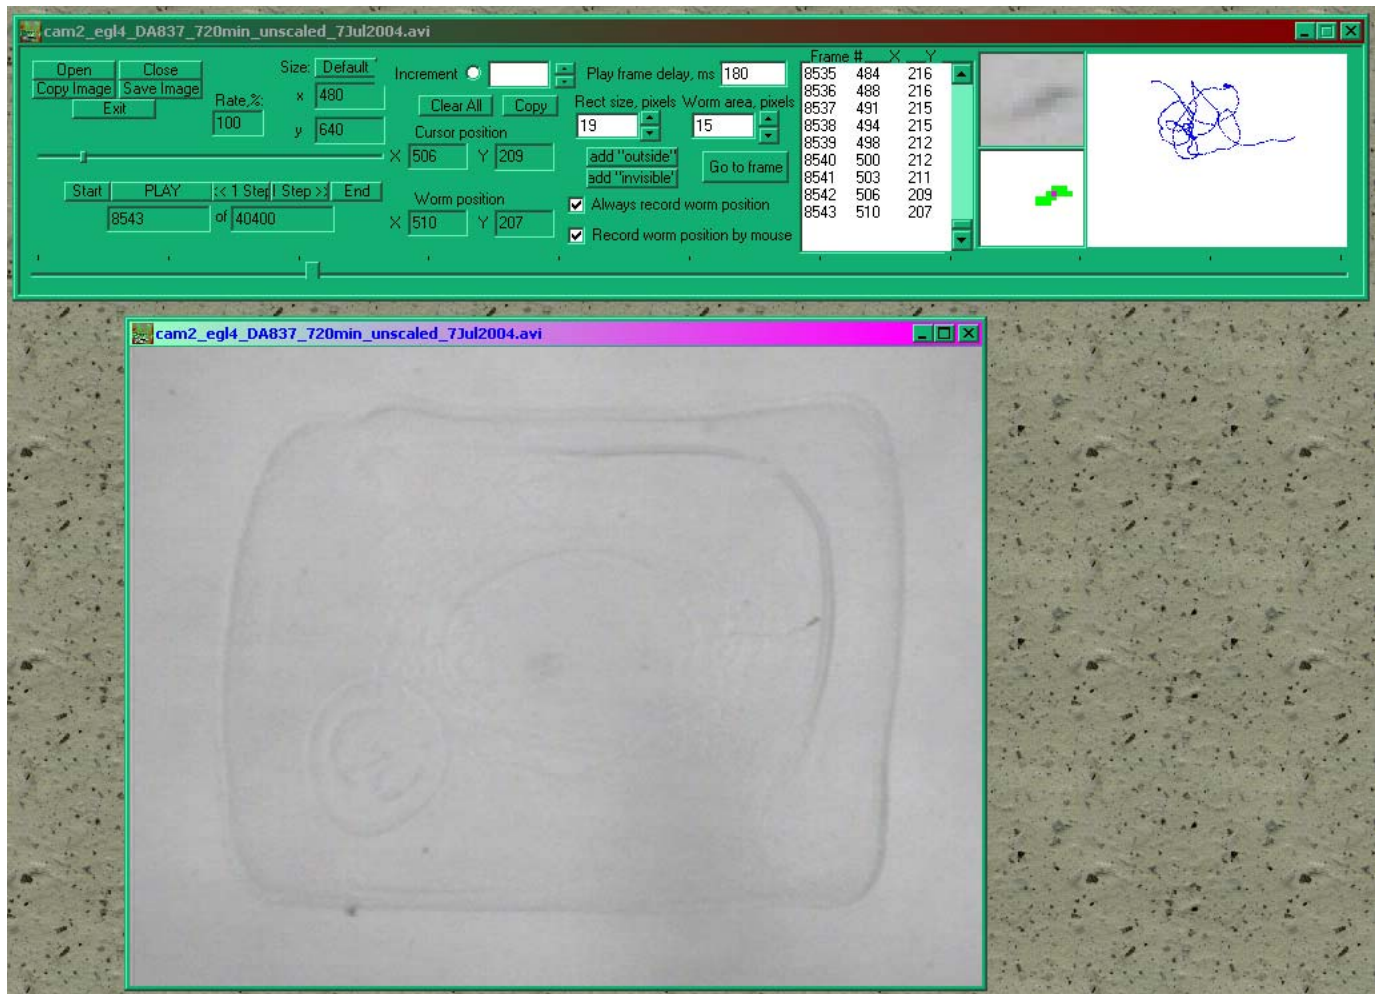 cam2_egl4_DA837_720min_unscaled_7Jul2004.avi
Open Close
Copy Image Save Image
Exit
Rate,%:
100
Size: Default
x 480
y 640
Increment
Clear All Copy
Cursor position
X 506 Y 209
Worm position
X 510 Y 207
Start PLAY << 1 Step 1 Step >> End
8543 of 40400
Play frame delay, ms 180
Rect size, pixels Worm area, pixels
19 15
add "outside"
add "invisible"
Go to frame
Always record worm position
Record worm position by mouse
Frame # X Y
8535 484 216
8536 488 216
8537 491 215
8538 494 215
8539 498 212
8540 500 212
8541 503 211
8542 506 209
8543 510 207
cam2_egl4_DA837_720min_unscaled_7Jul2004.avi